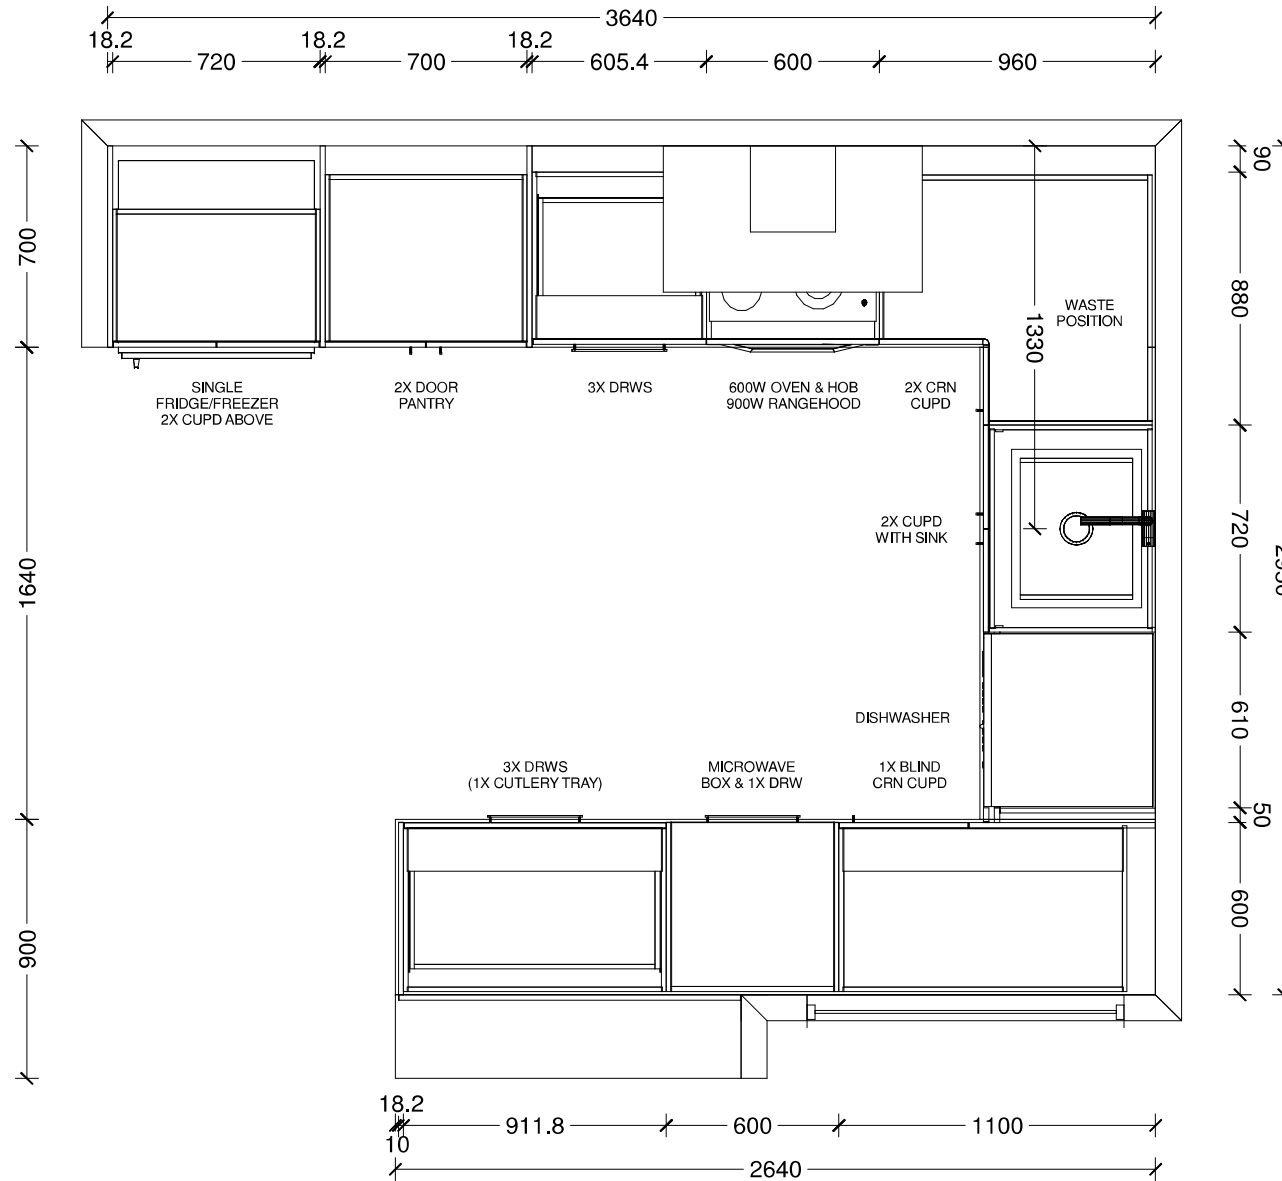 3640
18.2
18.2
18.2
720
700
605.4
600
960
90
700
880
1330
WASTE
POSITION
SINGLE
FRIDGE/FREEZER
2X CUPD ABOVE
2X DOOR
PANTRY
3X DRWS
600W OVEN & HOB
900W RANGEHOOD
2X CRN
CUPD
1640
2X CUPD
WITH SINK
720
610
DISHWASHER
3X DRWS
(1X CUTLERY TRAY)
MICROWAVE
BOX & 1X DRW
1X BLIND
CRN CUPD
50
900
600
18.2
10
911.8
600
1100
2640